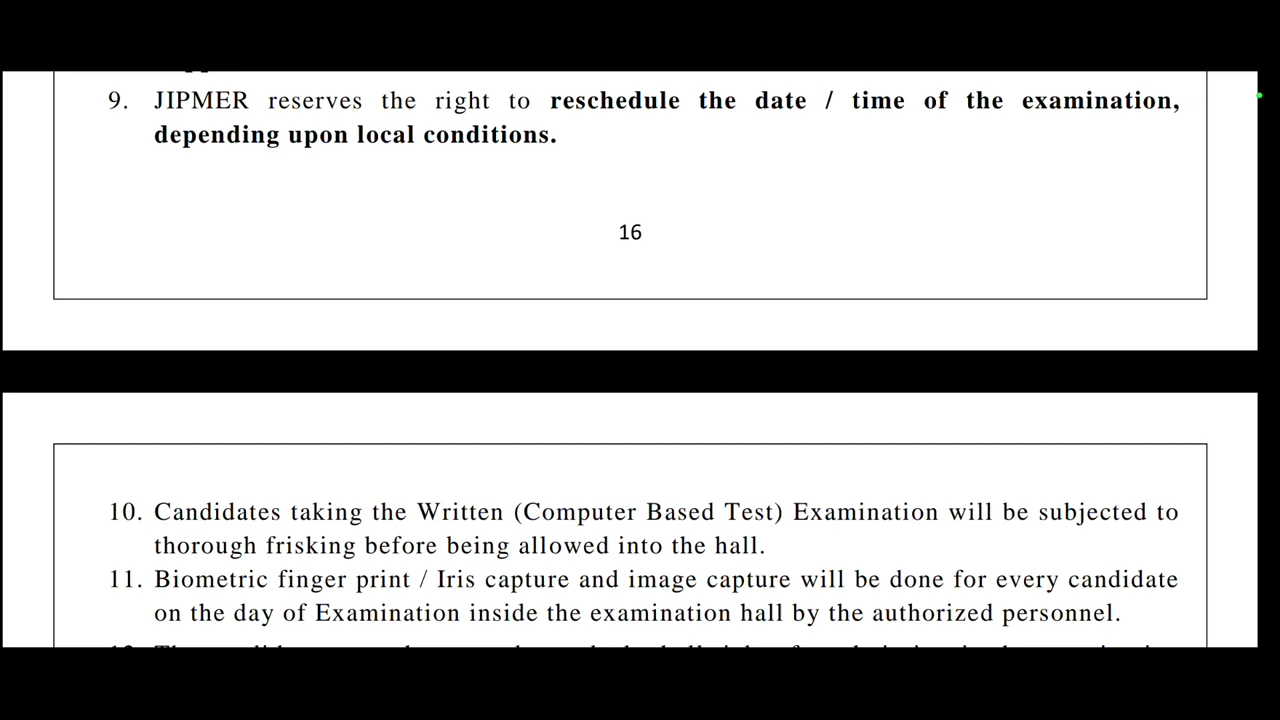 9. JIPMER reserves the right to reschedule the date / time of the examination,
depending upon local conditions.
16
10. Candidates taking the Written (Computer Based Test) Examination will be subjected to
thorough frisking before being allowed into the hall.
11. Biometric finger print / Iris capture and image capture will be done for every candidate
on the day of Examination inside the examination hall by the authorized personnel.